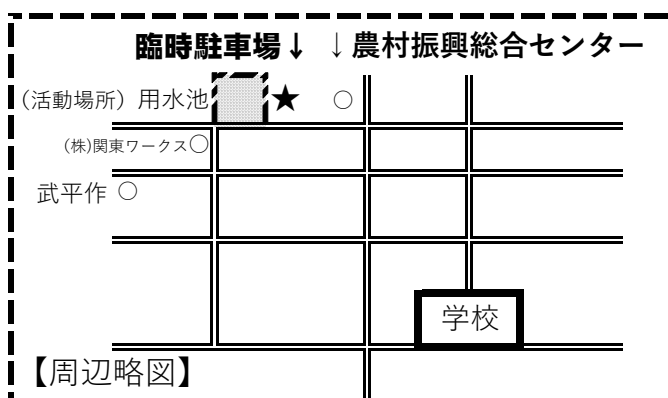 臨時駐車場↓ ↓農村振興総合センター
(活動場所) 用水池 ★ ○
(株)関東ワークス○
武平作 ○
学校
【周辺略図】